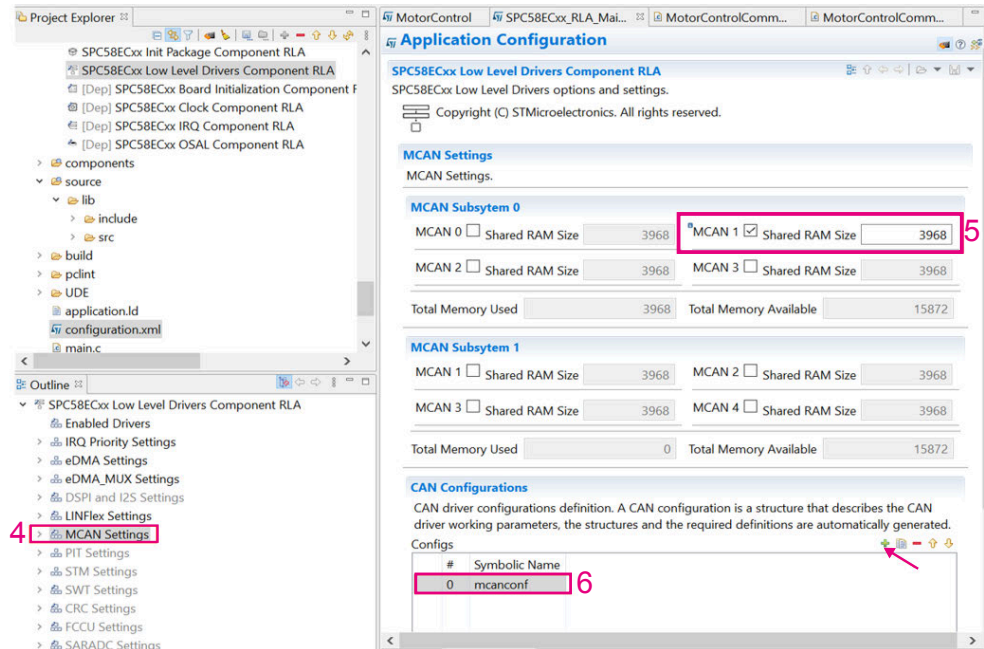 Project Explorer
SPC58ECxx Init Package Component RLA
SPC58ECxx Low Level Drivers Component RLA
[Dep] SPC58ECxx Board Initialization Component F
[Dep] SPC58ECxx Clock Component RLA
[Dep] SPC58ECxx IRQ Component RLA
[Dep] SPC58ECxx OSAL Component RLA
components
source
lib
include
src
build
pclint
UDE
application.ld
configuration.xml
main.c
Outline
SPC58ECxx Low Level Drivers Component RLA
Enabled Drivers
IRQ Priority Settings
eDMA Settings
eDMA_MUX Settings
DSPI and I2S Settings
LINFlex Settings
4 MCAN Settings
PIT Settings
STM Settings
SWT Settings
CRC Settings
FCCU Settings
SARADC Settings
MotorControl SPC58ECxx_RLA_Mai... MotorControlComm... MotorControlComm...
Application Configuration
SPC58ECxx Low Level Drivers Component RLA
SPC58ECxx Low Level Drivers options and settings.
Copyright (C) STMicroelectronics. All rights reserved.
MCAN Settings
MCAN Settings.
MCAN Subsytem 0
MCAN 0 Shared RAM Size 3968 MCAN 1 Shared RAM Size 3968 5
MCAN 2 Shared RAM Size 3968 MCAN 3 Shared RAM Size 3968
Total Memory Used 3968 Total Memory Available 15872
MCAN Subsytem 1
MCAN 1 Shared RAM Size 3968 MCAN 2 Shared RAM Size 3968
MCAN 3 Shared RAM Size 3968 MCAN 4 Shared RAM Size 3968
Total Memory Used 0 Total Memory Available 15872
CAN Configurations
CAN driver configurations definition. A CAN configuration is a structure that describes the CAN
driver working parameters, the structures and the required definitions are automatically generated.
Configs
# Symbolic Name
0 mcanconf 6